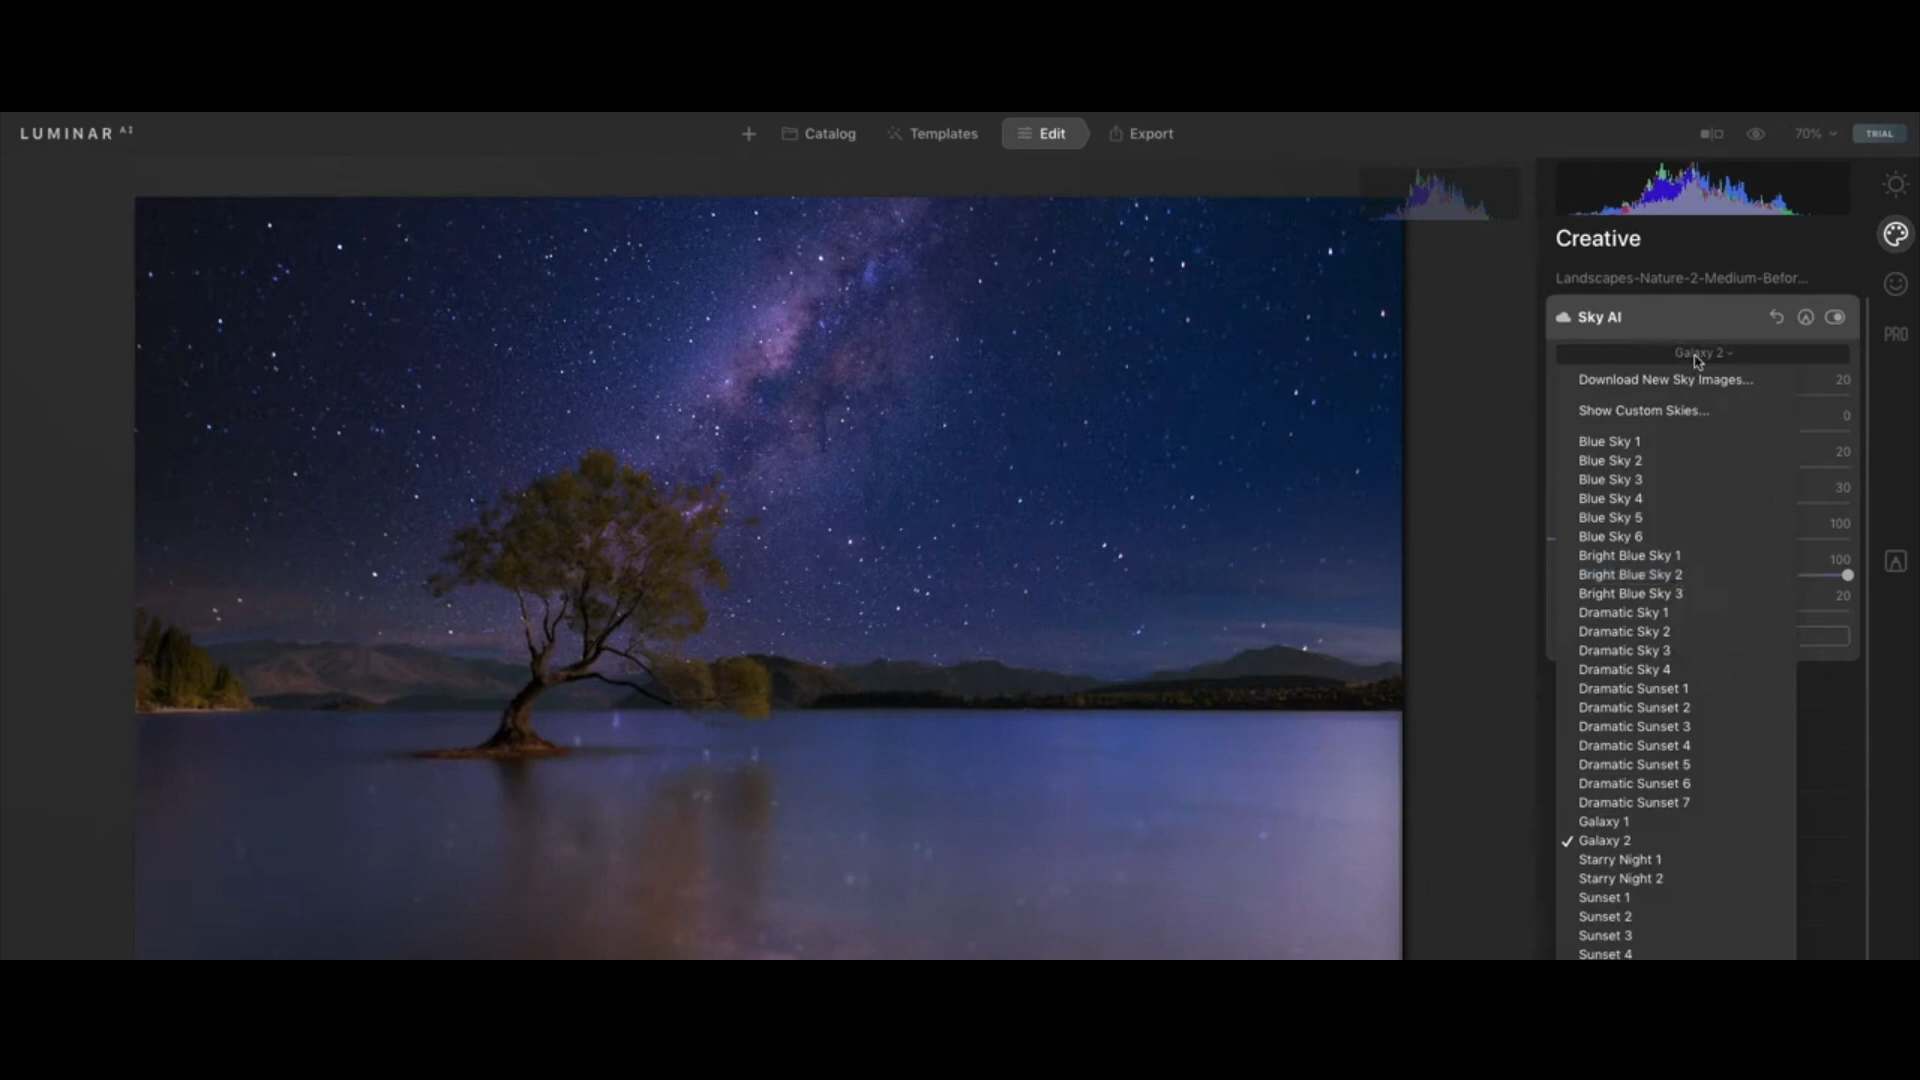 LUMINAR AI
Catalog
Templates
Edit
Export
70%
TRIAL
Creative
Landscapes-Nature-2-Medium-Befor...
PRO
Sky AI
Galaxy 2
Download New Sky Images...
20
Show Custom Skies...
0
Blue Sky 1
20
Blue Sky 2
Blue Sky 3
30
Blue Sky 4
Blue Sky 5
100
Blue Sky 6
Bright Blue Sky 1
100
Bright Blue Sky 2
Bright Blue Sky 3
20
Dramatic Sky 1
Dramatic Sky 2
Dramatic Sky 3
Dramatic Sky 4
Dramatic Sunset 1
Dramatic Sunset 2
Dramatic Sunset 3
Dramatic Sunset 4
Dramatic Sunset 5
Dramatic Sunset 6
Dramatic Sunset 7
Galaxy 1
Galaxy 2
Starry Night 1
Starry Night 2
Sunset 1
Sunset 2
Sunset 3
Sunset 4